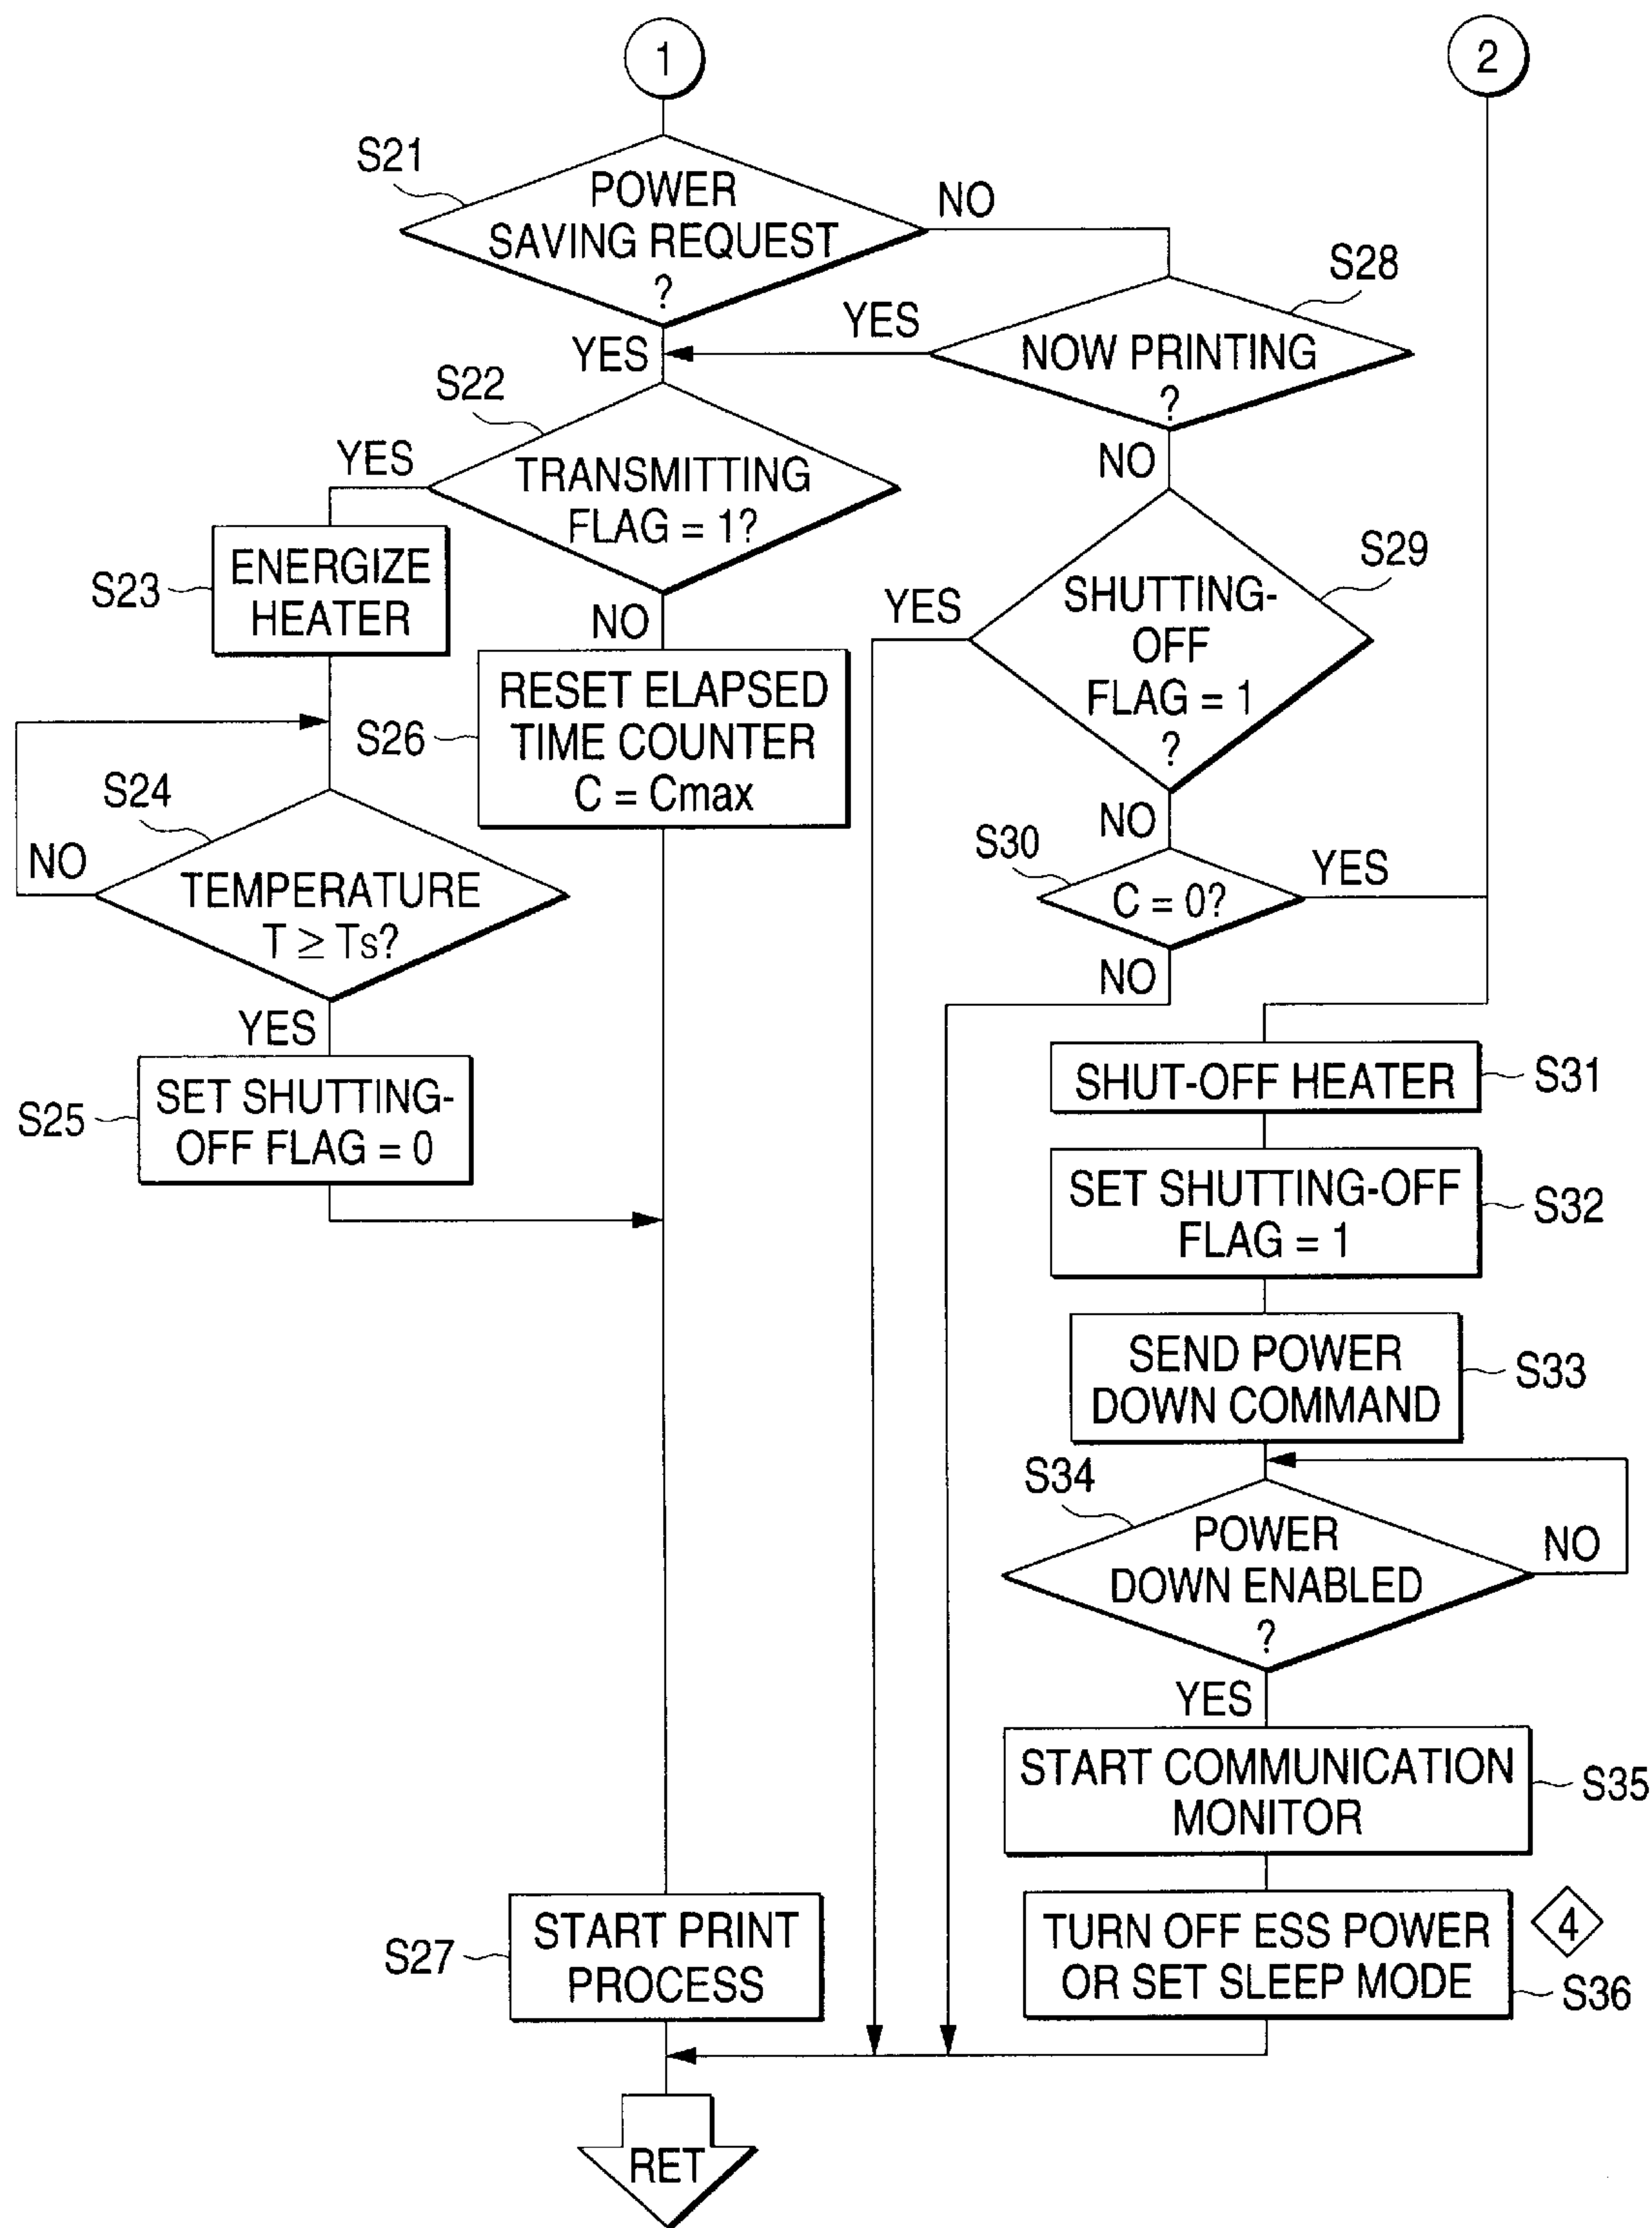 1
2
S21
POWER
SAVING REQUEST
?
NO
YES
S28
NOW PRINTING
?
YES
NO
S22
TRANSMITTING
FLAG = 1?
YES
NO
S23
ENERGIZE
HEATER
S29
SHUTTING-
OFF
FLAG = 1
?
YES
NO
S26
RESET ELAPSED
TIME COUNTER
C = Cmax
S24
TEMPERATURE
T ≥ Ts?
NO
YES
S30
C = 0?
YES
NO
S25
SET SHUTTING-
OFF FLAG = 0
SHUT-OFF HEATER
S31
SET SHUTTING-OFF
FLAG = 1
S32
SEND POWER
DOWN COMMAND
S33
S34
POWER
DOWN ENABLED
?
NO
YES
START COMMUNICATION
MONITOR
S35
S27
START PRINT
PROCESS
TURN OFF ESS POWER
OR SET SLEEP MODE
4
S36
RET